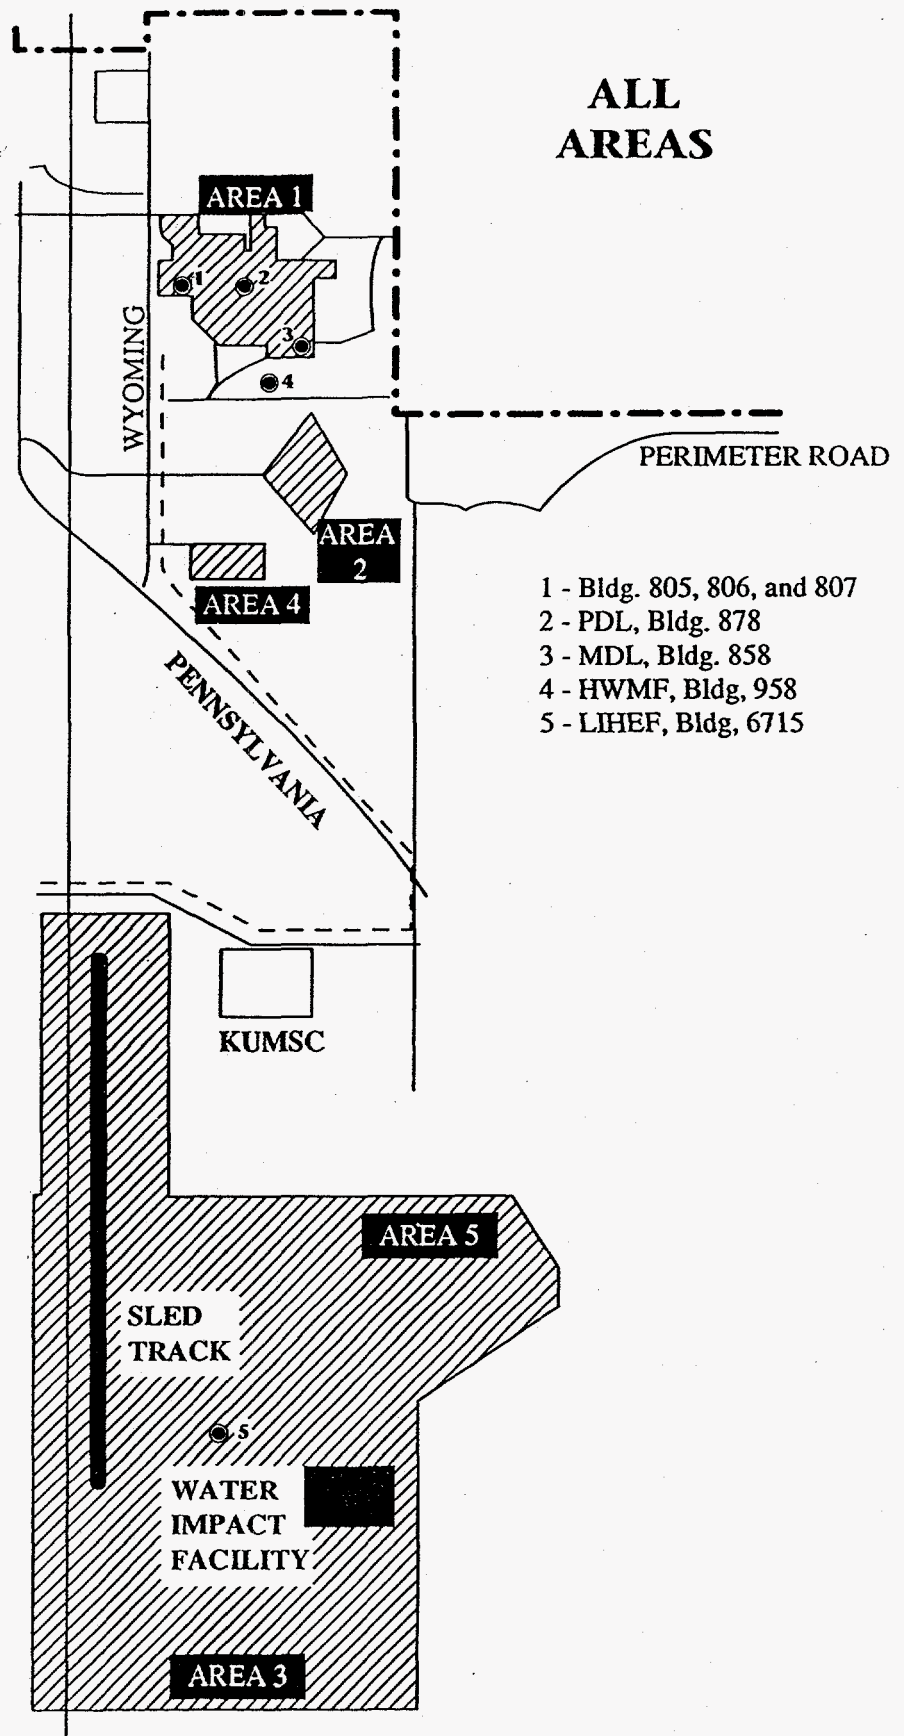 ALL
AREAS
AREA 1
1
2
3
4
WYOMING
PERIMETER ROAD
AREA
2
AREA 4
1 - Bldg. 805, 806, and 807
2 - PDL, Bldg. 878
3 - MDL, Bldg. 858
4 - HWMF, Bldg, 958
5 - LIHEF, Bldg, 6715
PENNSYLVANIA
KUMSC
AREA 5
SLED
TRACK
5
WATER
IMPACT
FACILITY
AREA 3